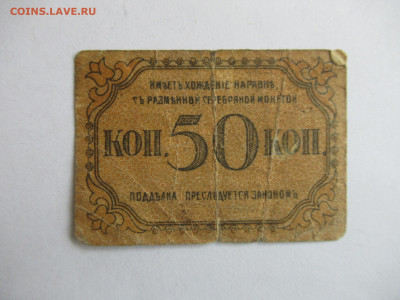 COINS.LAVE.RU
ИМѢЕТЪ ХОЖДЕНІЕ НАРАВНѢ
СЪ РАЗМѢННОЙ СЕРЕБРЯНОЙ МОНЕТОЙ
КОП. 50 КОП.
ПОДДѢЛКА ПРЕСЛѢДУЕТСЯ ЗАКОНОМЪ